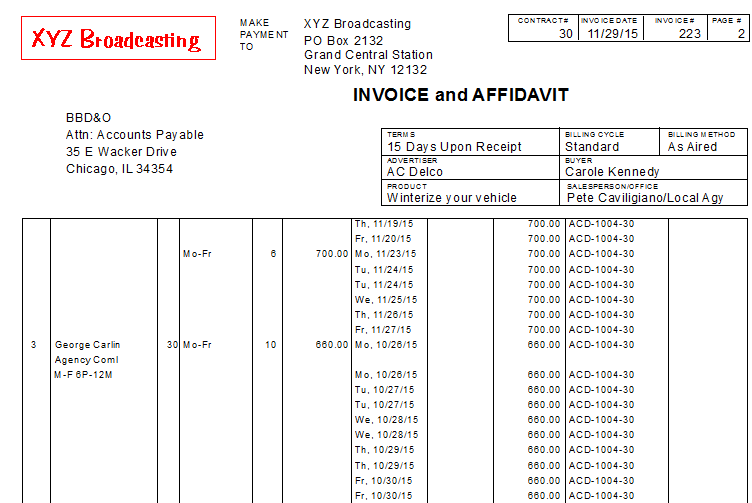 XYZ Broadcasting
MAKE PAYMENT TO
XYZ Broadcasting
PO Box 2132
Grand Central Station
New York, NY 12132
CONTRACT# INVOICE DATE INVOICE # PAGE #
30 11/29/15 223 2
INVOICE and AFFIDAVIT
BBD&O
Attn: Accounts Payable
35 E Wacker Drive
Chicago, IL 34354
TERMS BILLING CYCLE BILLING METHOD
15 Days Upon Receipt Standard As Aired
ADVERTISER BUYER
AC Delco Carole Kennedy
PRODUCT SALESPERSON/OFFICE
Winterize your vehicle Pete Caviligiano/Local Agy
Th, 11/19/15 700.00 ACD-1004-30
Fr, 11/20/15 700.00 ACD-1004-30
Mo-Fr 6 700.00 Mo, 11/23/15 700.00 ACD-1004-30
Tu, 11/24/15 700.00 ACD-1004-30
Tu, 11/24/15 700.00 ACD-1004-30
We, 11/25/15 700.00 ACD-1004-30
Th, 11/26/15 700.00 ACD-1004-30
Fr, 11/27/15 700.00 ACD-1004-30
3 George Carlin 30 Mo-Fr 10 660.00 Mo, 10/26/15 660.00 ACD-1004-30
Agency Coml
M-F 6P-12M Mo, 10/26/15 660.00 ACD-1004-30
Tu, 10/27/15 660.00 ACD-1004-30
Tu, 10/27/15 660.00 ACD-1004-30
We, 10/28/15 660.00 ACD-1004-30
We, 10/28/15 660.00 ACD-1004-30
Th, 10/29/15 660.00 ACD-1004-30
Th, 10/29/15 660.00 ACD-1004-30
Fr, 10/30/15 660.00 ACD-1004-30
Fr, 10/30/15 660.00 ACD-1004-30